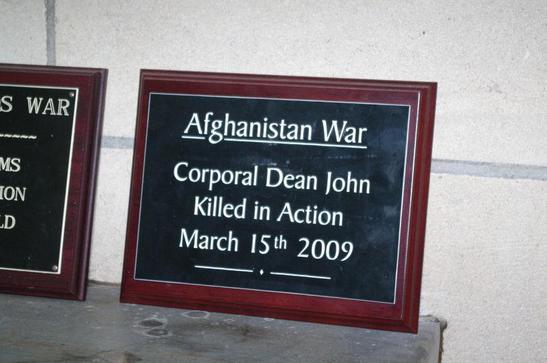 S WAR
MS
ION
LD
Afghanistan War
Corporal Dean John
Killed in Action
March 15th 2009